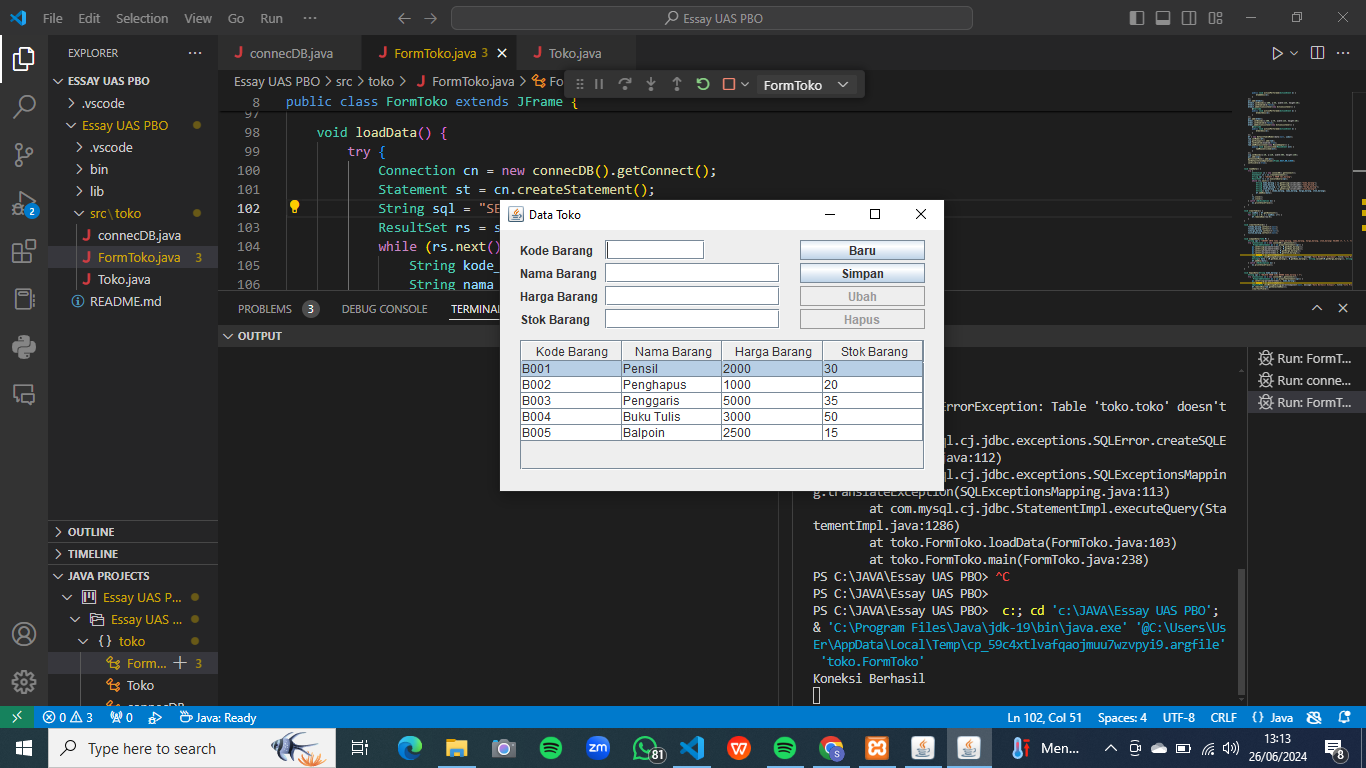 File Edit Selection View Go Run ··· Essay UAS PBO
EXPLORER ···
ESSAY UAS PBO
.vscode
Essay UAS PBO
.vscode
bin
lib
src\toko
connecDB.java
FormToko.java 3
Toko.java
README.md
OUTLINE
TIMELINE
JAVA PROJECTS
Essay UAS P...
Essay UAS ...
toko
Form... 3
Toko
connecDB
connecDB.java FormToko.java 3 Toko.java
Essay UAS PBO > src > toko > FormToko.java > Fo
FormToko
8 public class FormToko extends JFrame {
97
98 void loadData() {
99 try {
100 Connection cn = new connecDB().getConnect();
101 Statement st = cn.createStatement();
102 String sql = "SE
103 ResultSet rs = s
104 while (rs.next()
105 String kode_
106 String nama
Data Toko
Kode Barang Baru
Nama Barang Simpan
Harga Barang Ubah
Stok Barang Hapus
Kode Barang Nama Barang Harga Barang Stok Barang
B001 Pensil 2000 30
B002 Penghapus 1000 20
B003 Penggaris 5000 35
B004 Buku Tulis 3000 50
B005 Balpoin 2500 15
PROBLEMS 3 DEBUG CONSOLE TERMINA
OUTPUT
rorException: Table 'toko.toko' doesn't
ql.cj.jdbc.exceptions.SQLError.createSQLE
ava:112)
ql.cj.jdbc.exceptions.SQLExceptionsMappin
g.translateException(SQLExceptionsMapping.java:113)
at com.mysql.cj.jdbc.StatementImpl.executeQuery(Sta
tementImpl.java:1286)
at toko.FormToko.loadData(FormToko.java:103)
at toko.FormToko.main(FormToko.java:238)
PS C:\JAVA\Essay UAS PBO> ^C
PS C:\JAVA\Essay UAS PBO>
PS C:\JAVA\Essay UAS PBO> c:; cd 'c:\JAVA\Essay UAS PBO';
& 'C:\Program Files\Java\jdk-19\bin\java.exe' '@C:\Users\Us
Er\AppData\Local\Temp\cp_59c4xtlvafqaojmuu7wzvpyi9.argfile'
'toko.FormToko'
Koneksi Berhasil
Run: FormT...
Run: conne...
Run: FormT...
2
0 3 0 Java: Ready Ln 102, Col 51 Spaces: 4 UTF-8 CRLF {} Java
Type here to search 81 Men... 13:13
26/06/2024 8